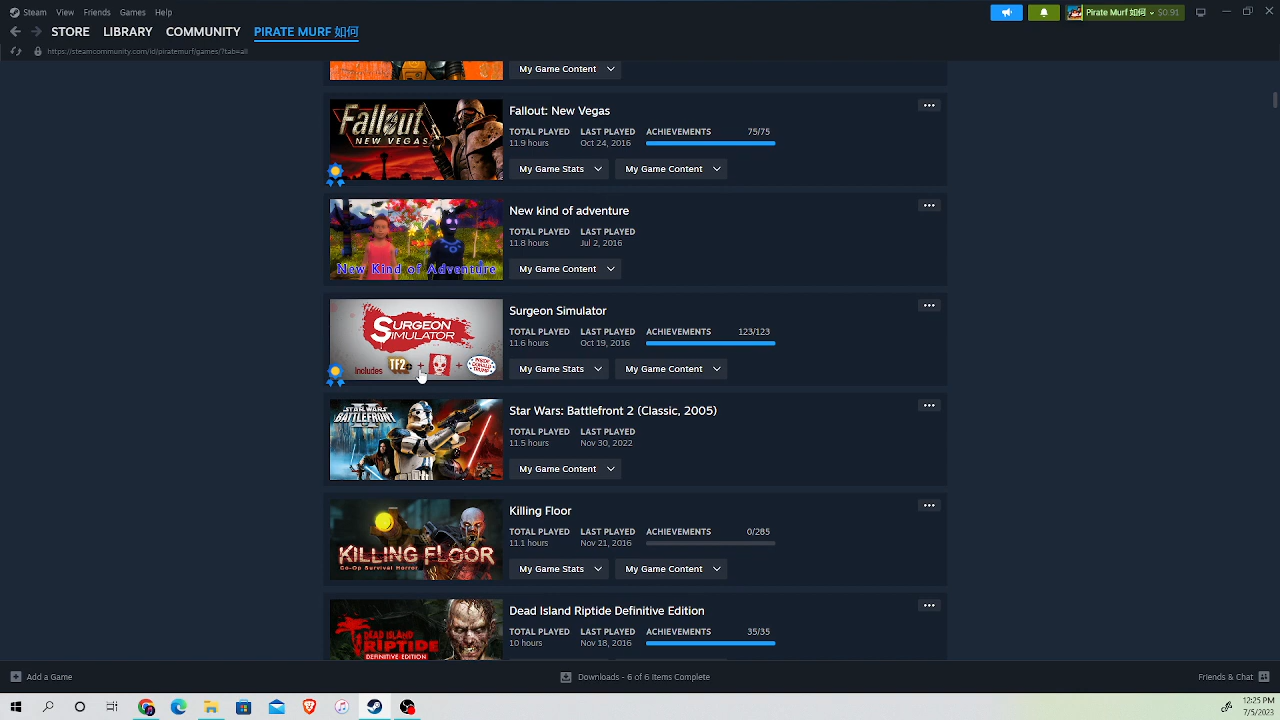 Steam View Friends Games Help
Pirate Murf 如何 $0.91
STORE LIBRARY COMMUNITY PIRATE MURF 如何
https://steamcommunity.com/id/piratemurf/games/?tab=all
My Game Content
Fallout NEW VEGAS
Fallout: New Vegas
TOTAL PLAYED LAST PLAYED ACHIEVEMENTS 75/75
11.9 hours Oct 24, 2016
My Game Stats My Game Content
New Kind of Adventure
New kind of adventure
TOTAL PLAYED LAST PLAYED
11.8 hours Jul 2, 2016
My Game Content
SURGEON SIMULATOR
Includes TF2 + + INSIDE DONALD TRUMP
Surgeon Simulator
TOTAL PLAYED LAST PLAYED ACHIEVEMENTS 123/123
11.6 hours Oct 19, 2016
My Game Stats My Game Content
STAR WARS BATTLEFRONT II
Star Wars: Battlefront 2 (Classic, 2005)
TOTAL PLAYED LAST PLAYED
11.5 hours Nov 30, 2022
My Game Content
KILLING FLOOR
Co-Op Survival Horror
Killing Floor
TOTAL PLAYED LAST PLAYED ACHIEVEMENTS 0/285
11.1 hours Nov 21, 2016
My Game Stats My Game Content
DEAD ISLAND RIPTIDE
DEFINITIVE EDITION
Dead Island Riptide Definitive Edition
TOTAL PLAYED LAST PLAYED ACHIEVEMENTS 35/35
10 hours Nov 18, 2016
Add a Game Downloads - 6 of 6 Items Complete Friends & Chat
12:25 PM
7/5/2023